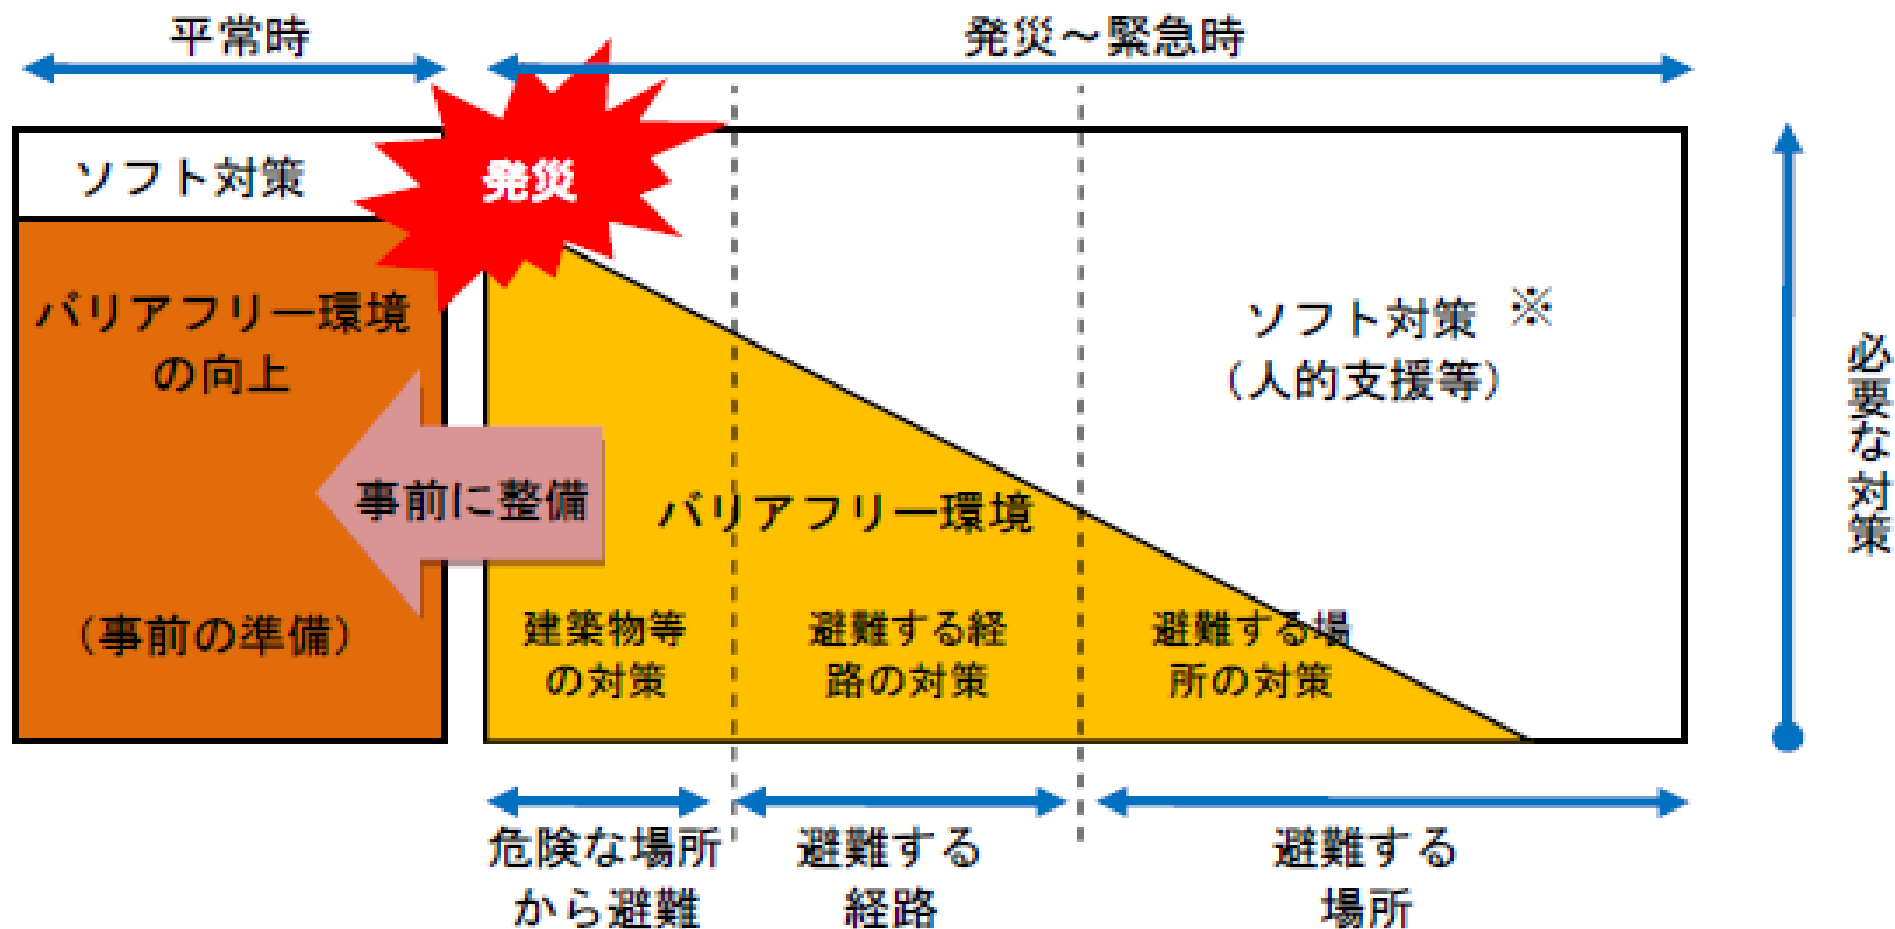 平常時
発災～緊急時
ソフト対策
発災
バリアフリー環境
の向上
(事前の準備)
事前に整備
バリアフリー環境
ソフト対策 ※
(人的支援等)
建築物等
の対策
避難する経
路の対策
避難する場
所の対策
必要な対策
危険な場所
から避難
避難する
経路
避難する
場所